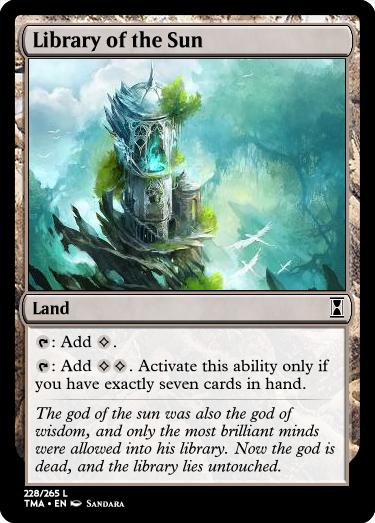 Library of the Sun
Land
: Add .
: Add . Activate this ability only if
you have exactly seven cards in hand.
The god of the sun was also the god of
wisdom, and only the most brilliant minds
were allowed into his library. Now the god is
dead, and the library lies untouched.
228/265 L
TMA • EN Sandara